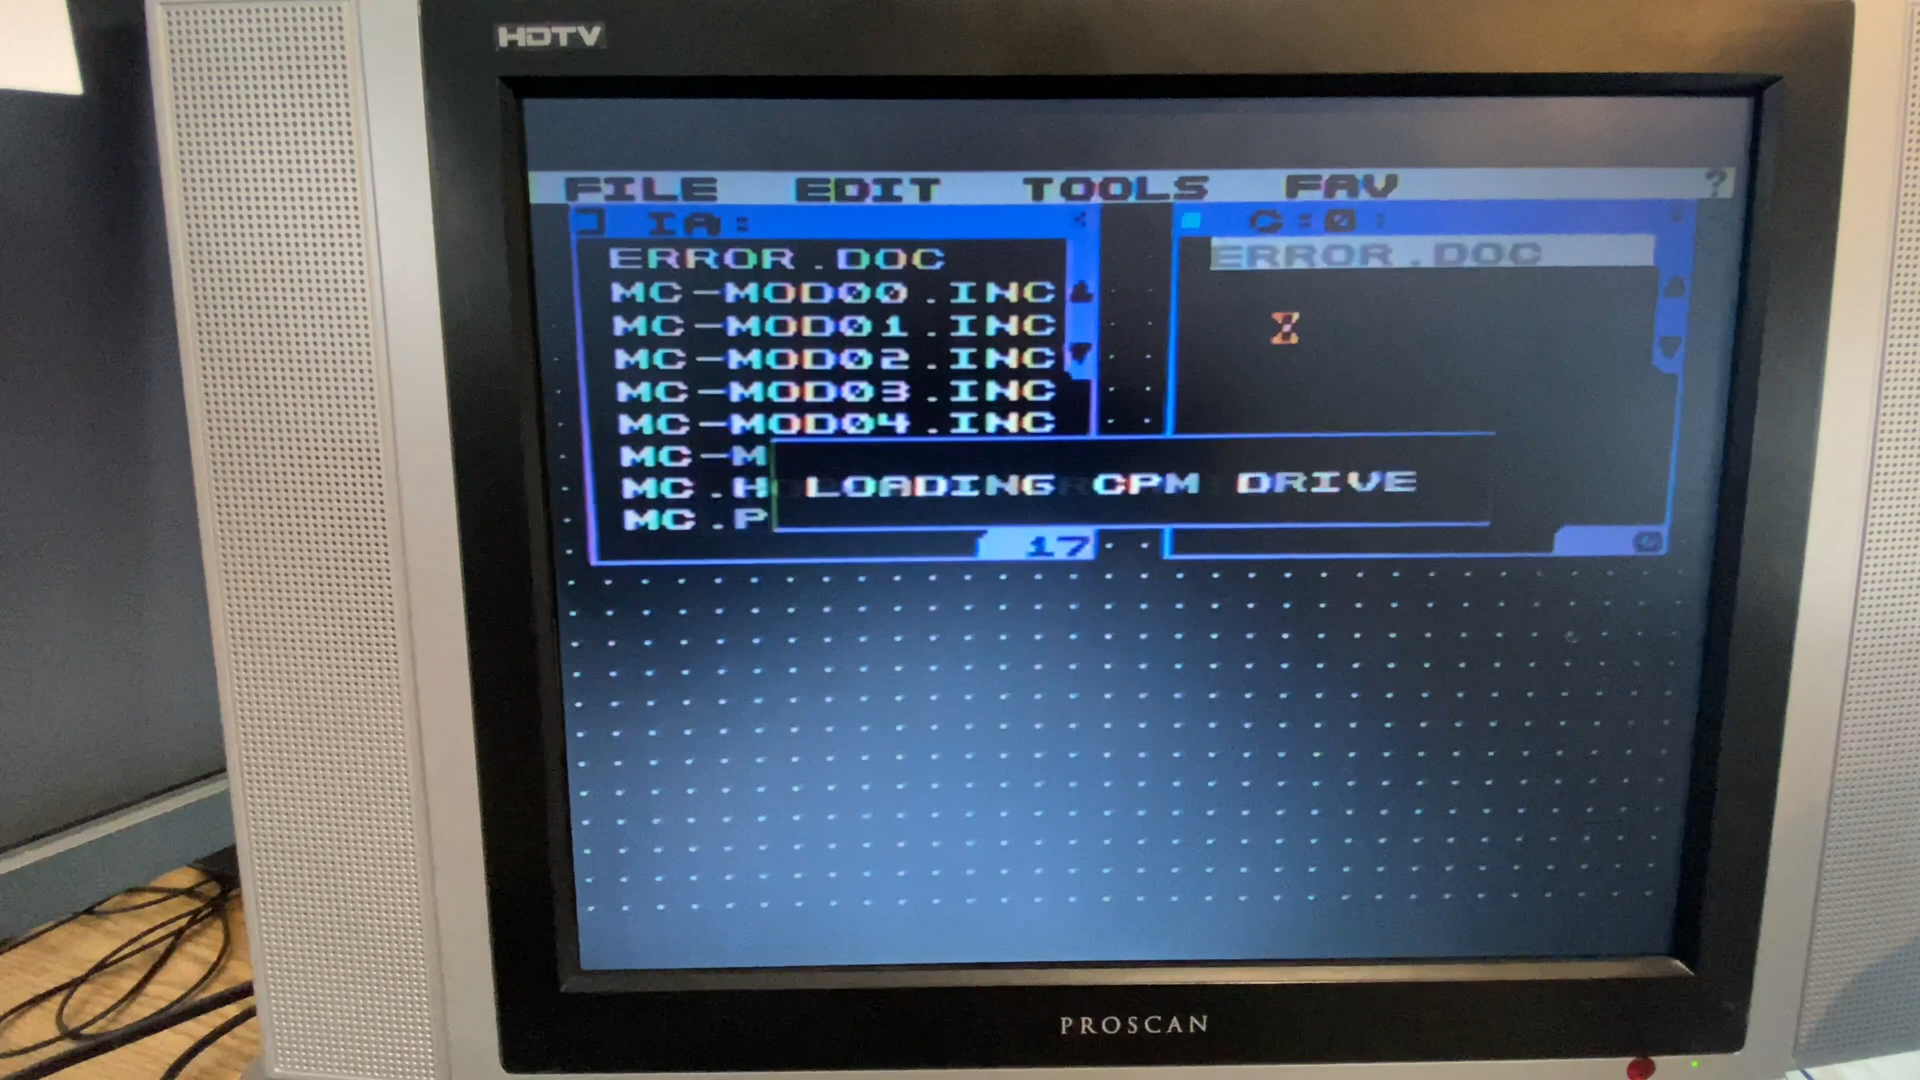 HDTV
FILE EDIT TOOLS FAV ?
IA: C:0:
ERROR.DOC ERROR.DOC
MC-MOD00.INC
MC-MOD01.INC
MC-MOD02.INC
MC-MOD03.INC
MC-MOD04.INC
MC-M
MC.H LOADING CPM DRIVE
MC.P
17
PROSCAN